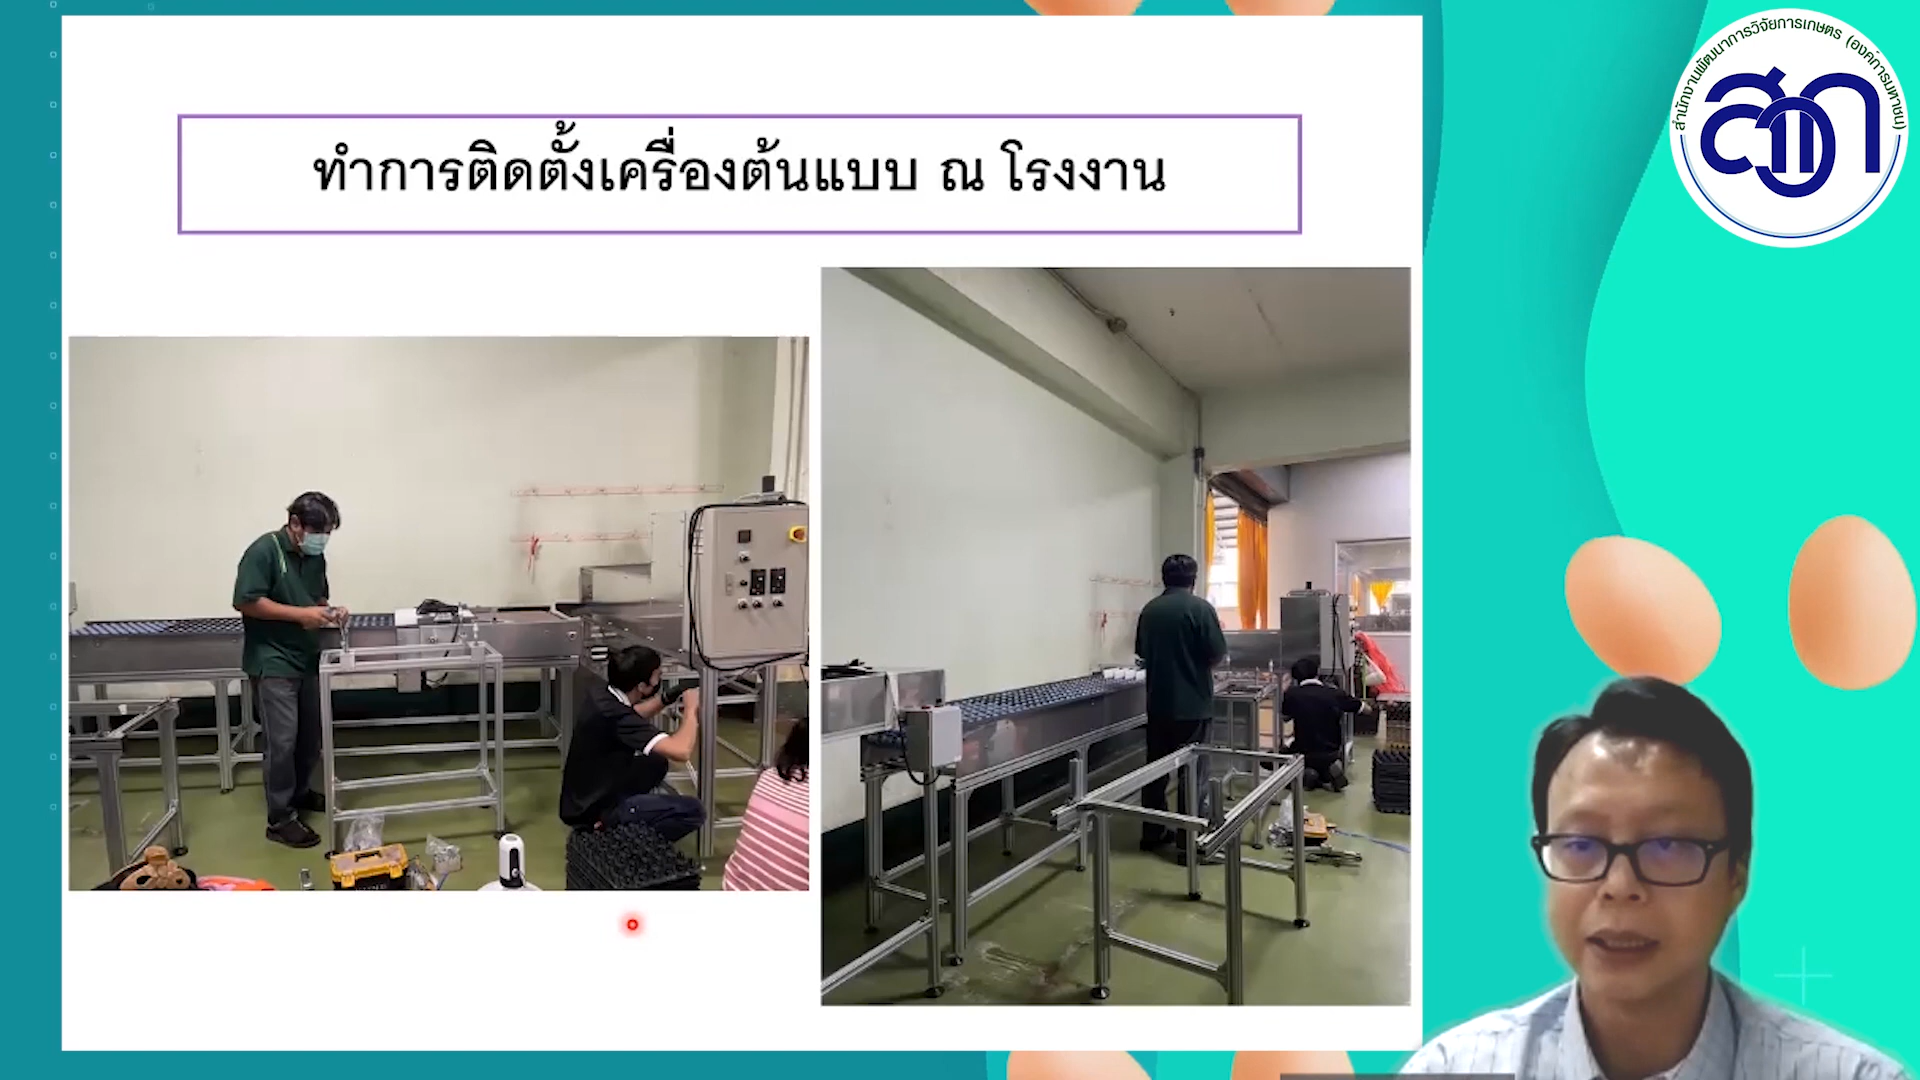 ทำการติดตั้งเครื่องต้นแบบ ณ โรงงาน
สำนักงานพัฒนาการวิจัยการเกษตร (องค์การมหาชน)
สวก